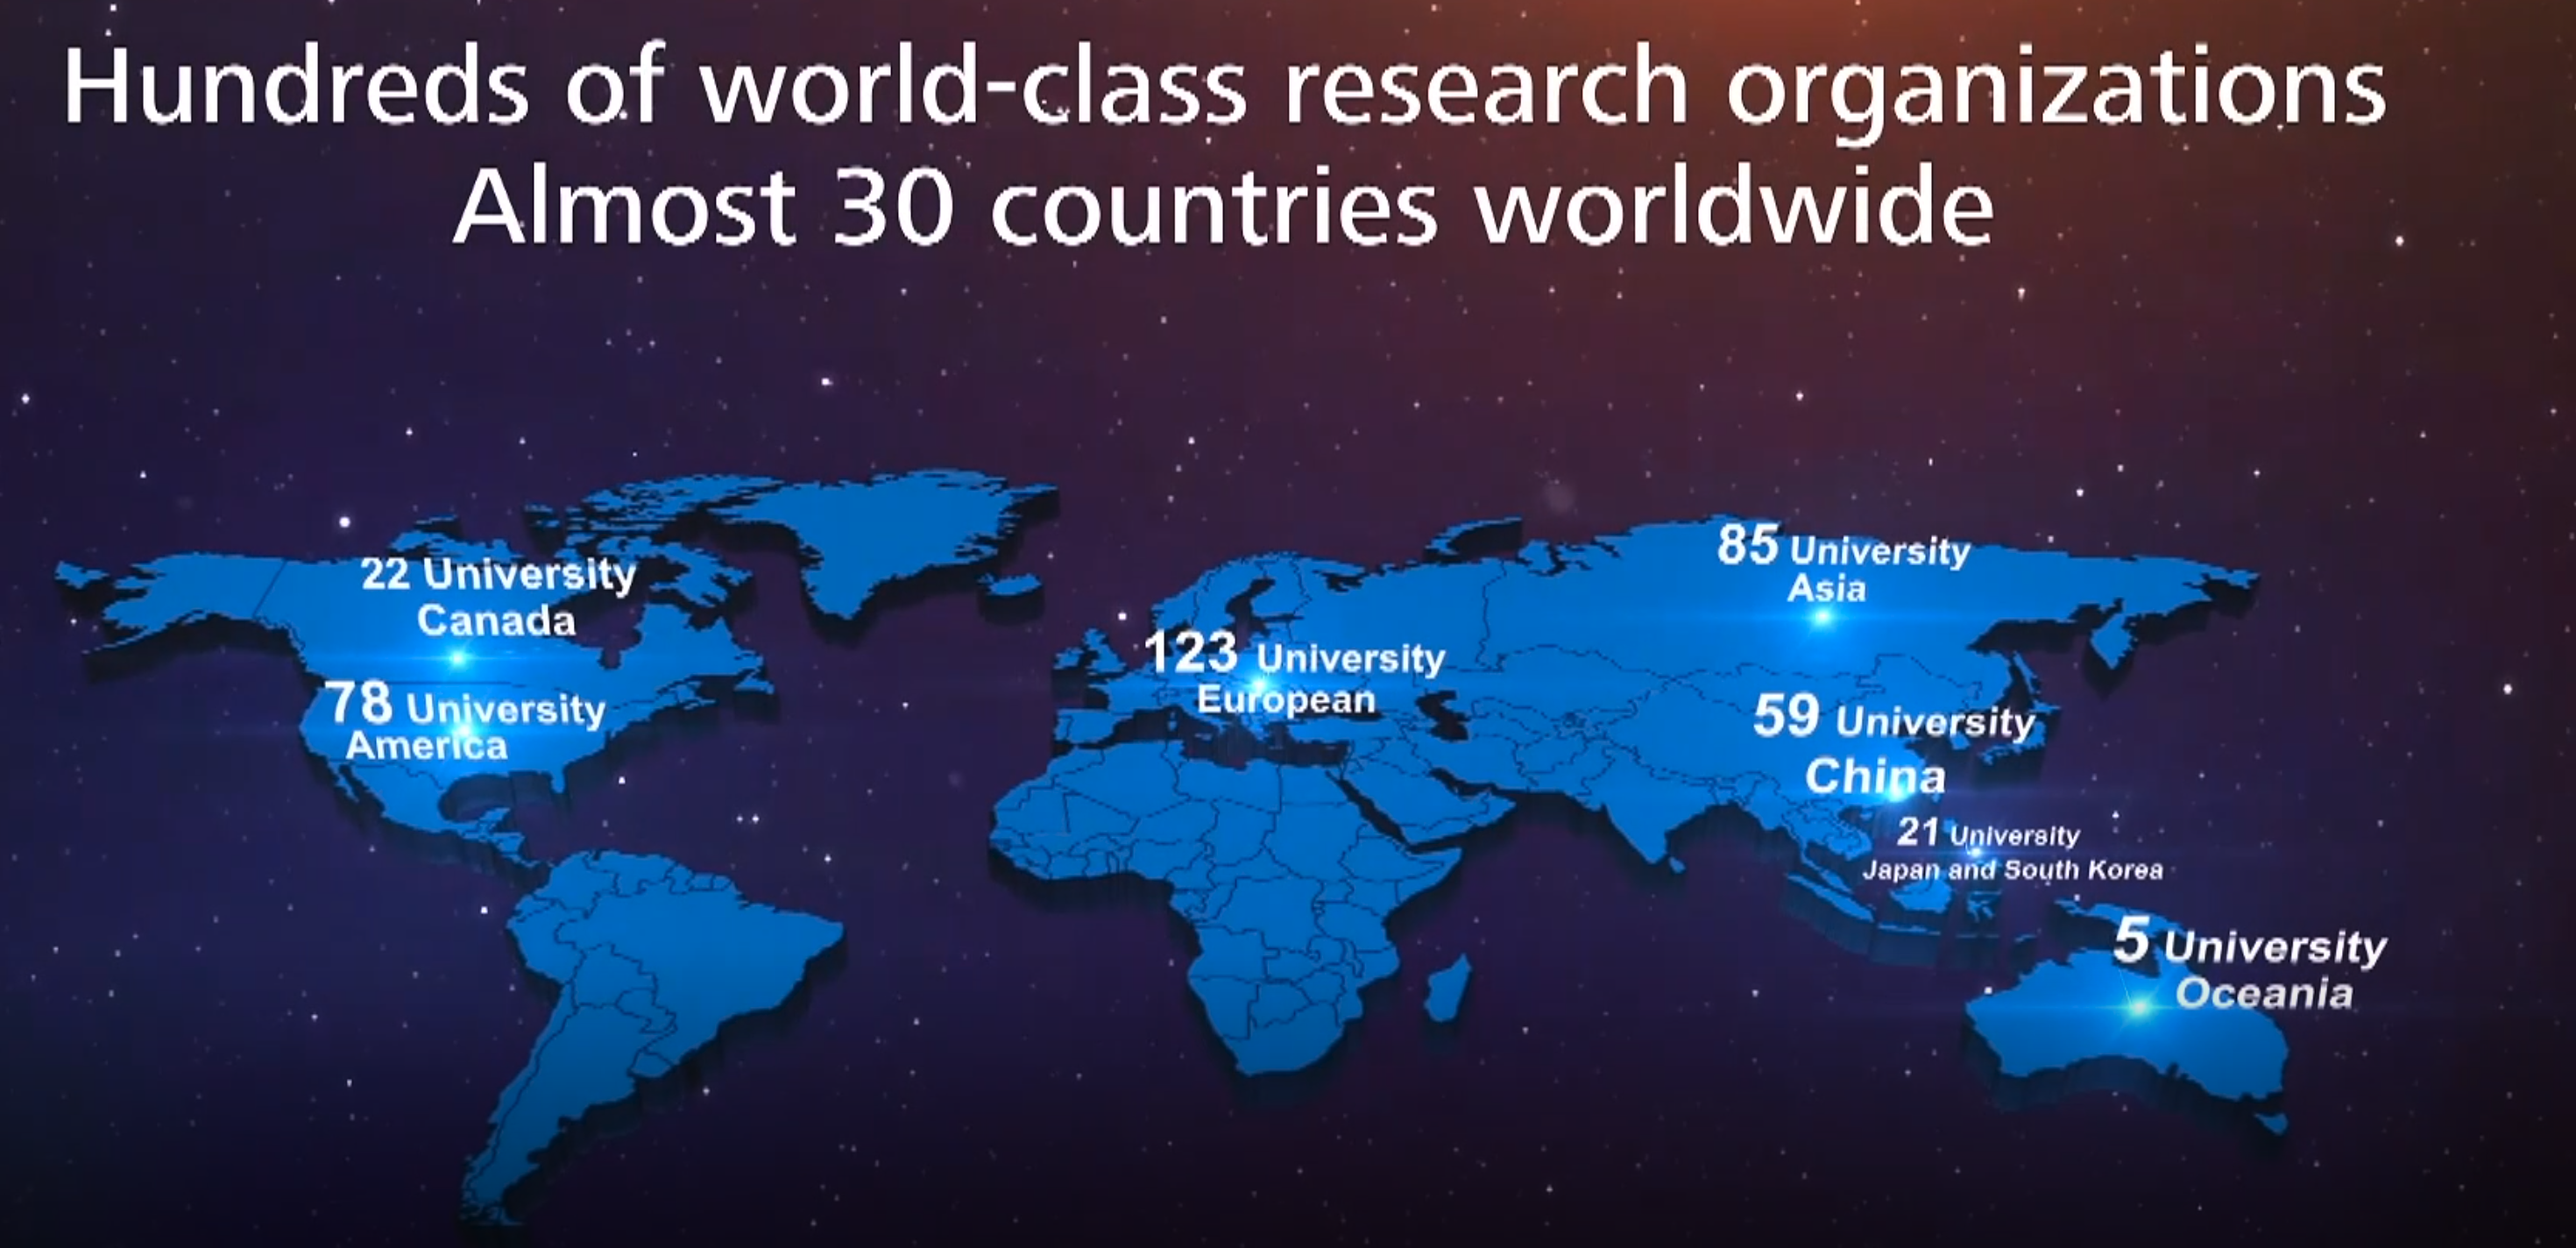 Hundreds of world-class research organizations
Almost 30 countries worldwide
22 University
Canada
78 University
America
123 University
European
85 University
Asia
59 University
China
21 University
Japan and South Korea
5 University
Oceania